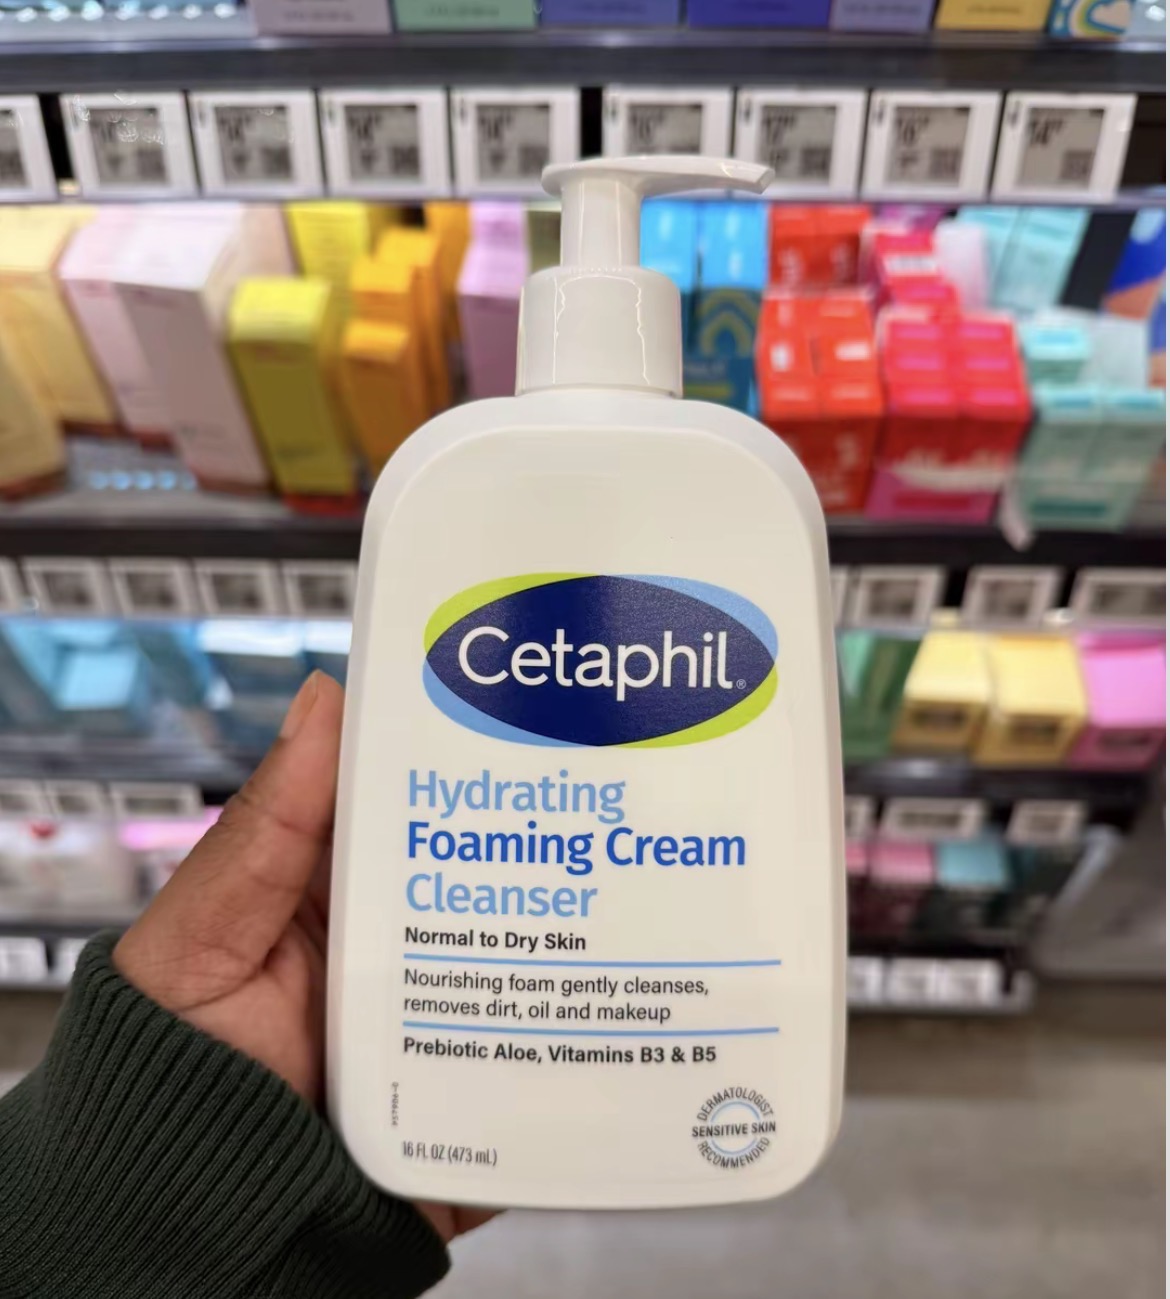 Cetaphil®
Hydrating
Foaming Cream
Cleanser
Normal to Dry Skin
Nourishing foam gently cleanses,
removes dirt, oil and makeup
Prebiotic Aloe, Vitamins B3 & B5
DERMATOLOGIST
SENSITIVE SKIN
RECOMMENDED
16 FL OZ (473 mL)